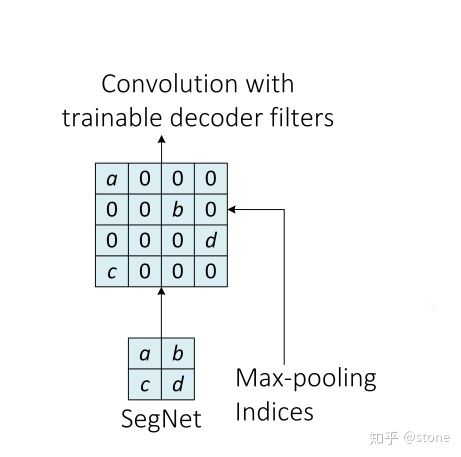 Convolution with
trainable decoder filters
a 0 0 0
0 0 b 0
0 0 0 d
c 0 0 0
a b
c d
SegNet
Max-pooling
Indices
知乎 @stone